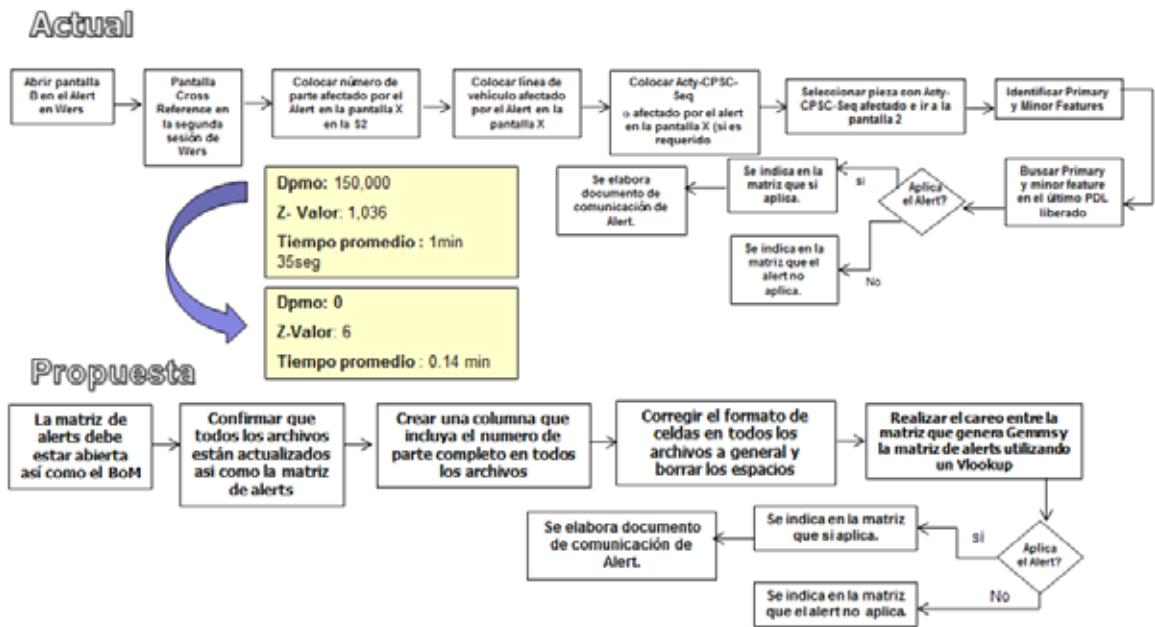 Actual
Abrir pantalla
B en el Alert
en Wers
Pantalla
Cross
Reference en
la segunda
sesión de
Wers
Colocar número de
parte afectado por el
Alert en la pantalla X
en la S2
Colocar línea de
vehículo afectado
por el Alert en la
pantalla X
Colocar Acty-CPSC-
Seq
o afectado por el alert
en la pantalla X (si es
requerido
Seleccionar pieza con Acty-
CPSC-Seq afectado e ir a la
pantalla 2
Identificar Primary
y Minor Features
Buscar Primary
y minor feature
en el último PDL
liberado
Aplica
el Alert?
si
Se indica en la
matriz que si
aplica.
Se elabora
documento de
comunicación de
Alert.
No
Se indica en la
matriz que el
alert no
aplica.
Dpmo: 150,000
Z- Valor: 1,036
Tiempo promedio : 1min
35seg
Dpmo: 0
Z-Valor: 6
Tiempo promedio : 0.14 min
Propuesta
La matriz de
alerts debe
estar abierta
así como el BoM
Confirmar que
todos los archivos
están actualizados
asi como la matriz
de alerts
Crear una columna que
incluya el numero de
parte completo en todos
los archivos
Corregir el formato de
celdas en todos los
archivos a general y
borrar los espacios
Realizar el careo entre la
matriz que genera Gemms y
la matriz de alerts utilizando
un Vlookup
Aplica
el Alert?
si
Se indica en la matriz
que si aplica.
Se elabora documento
de comunicación de
Alert.
No
Se indica en la matriz
que el alert no aplica.